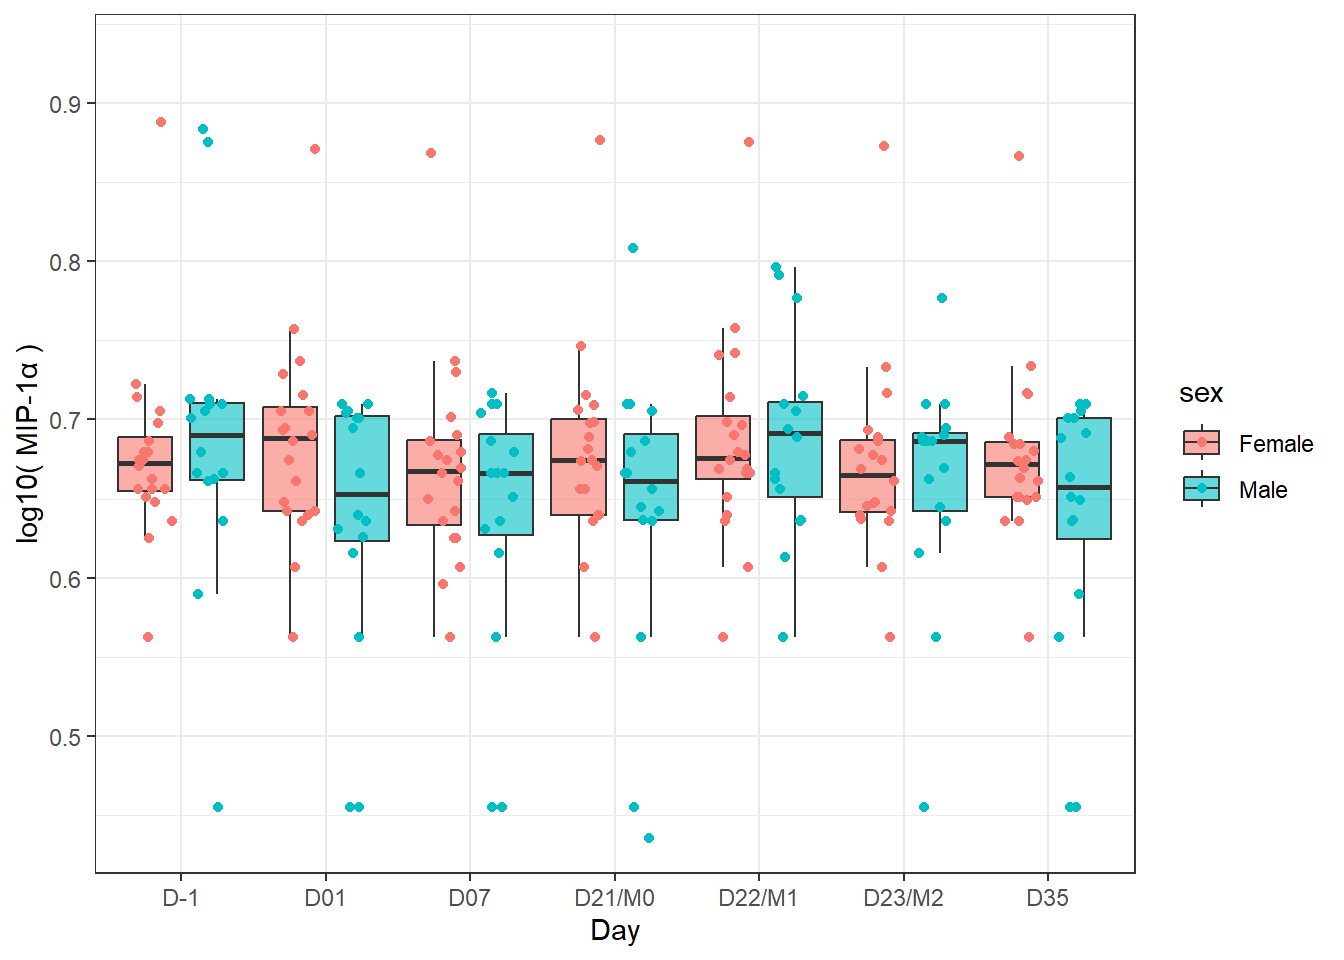 0.9
0.8
0.7
0.6
0.5
log10( MIP-1α )
D-1 D01 D07 D21/M0 D22/M1 D23/M2 D35
Day
sex
Female
Male